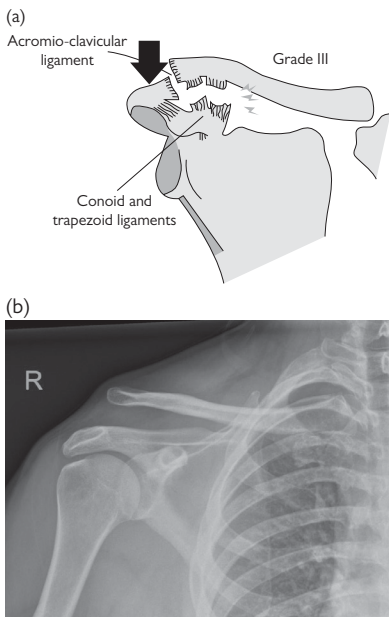 (a)
Acromio-clavicular
ligament
Grade III
Conoid and
trapezoid ligaments
(b)
R